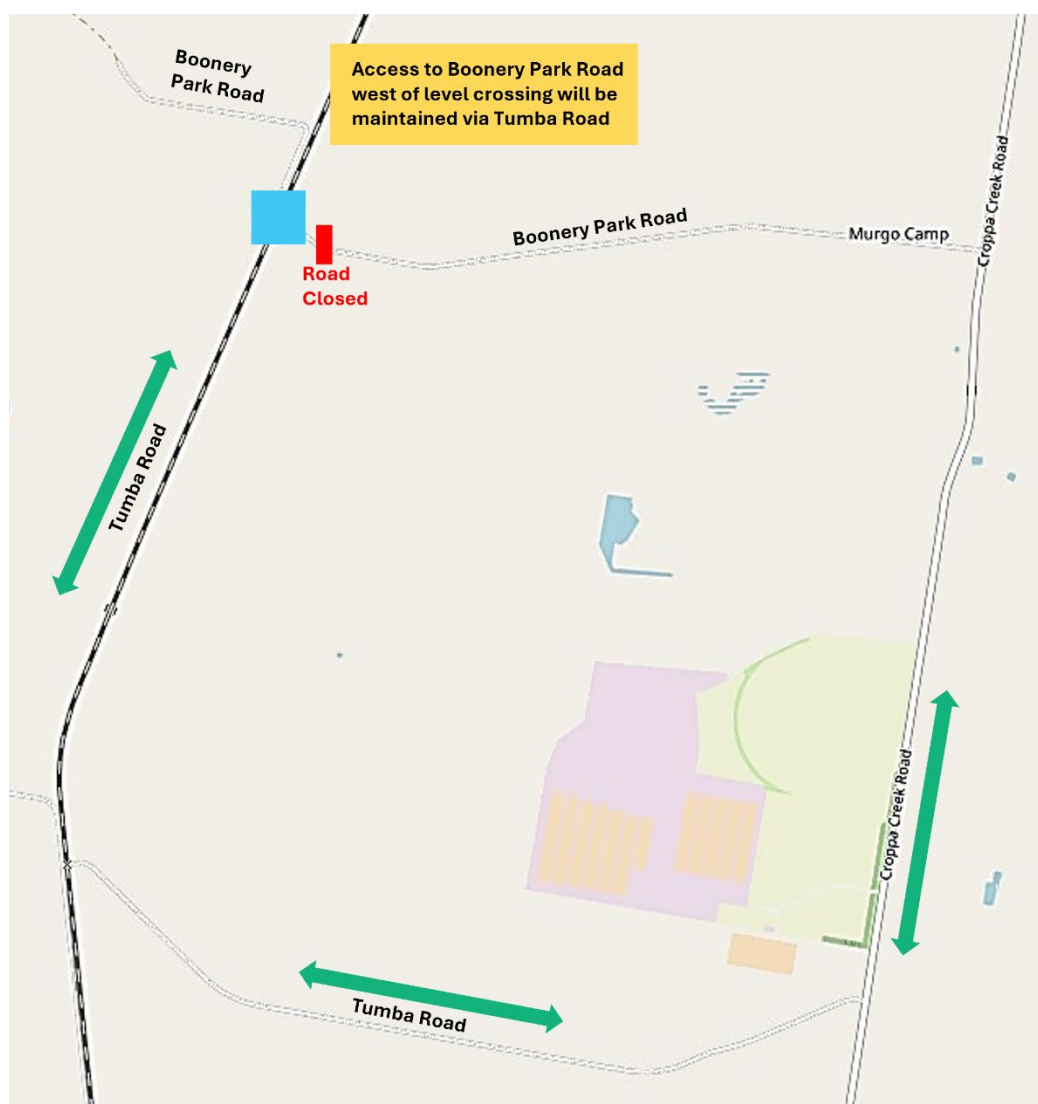 Boonery
Park Road
Access to Boonery Park Road
west of level crossing will be
maintained via Tumba Road
Croppa Creek Road
Boonery Park Road
Murgo Camp
Road
Closed
Tumba Road
Croppa Creek Road
Tumba Road